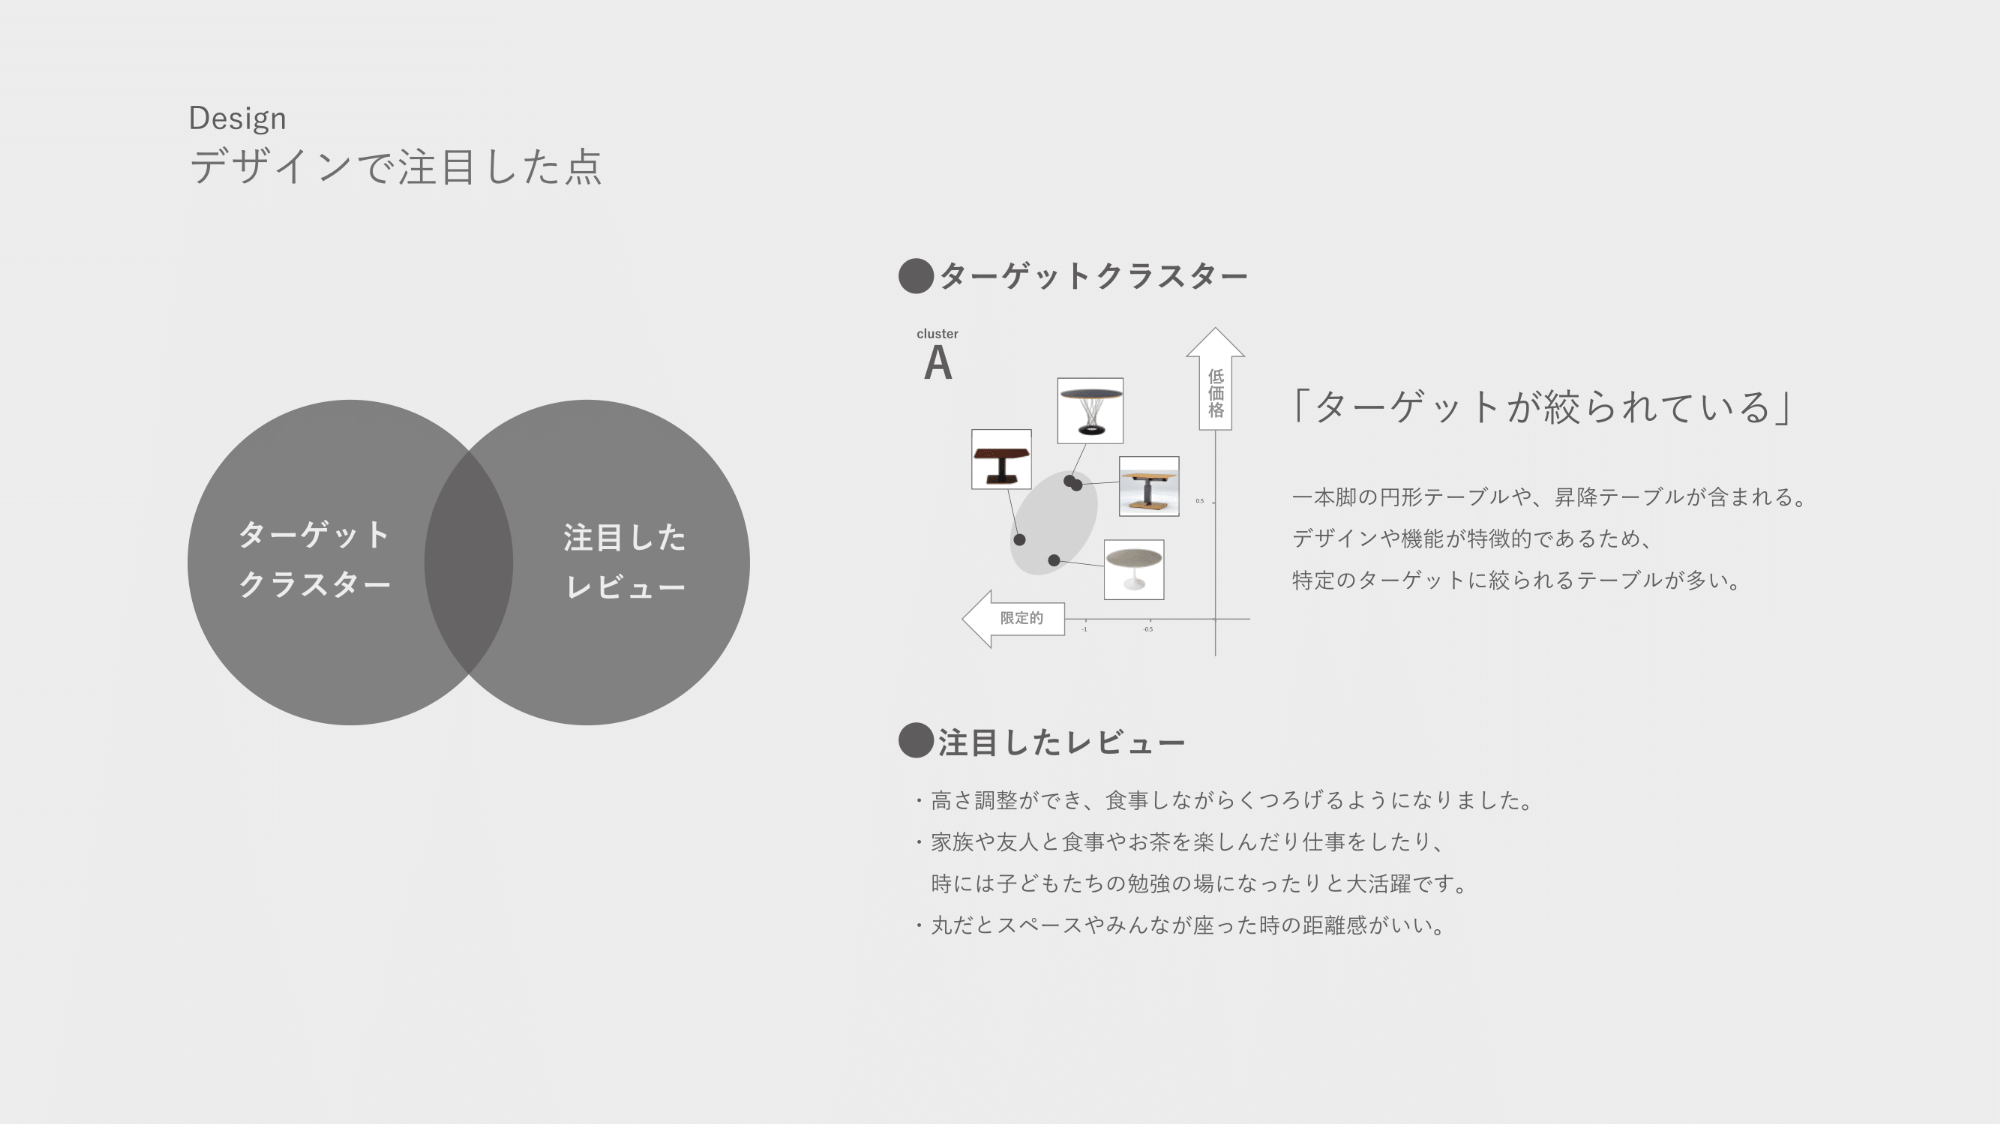 Design
デザインで注目した点
ターゲット
クラスター
注目した
レビュー
●ターゲットクラスター
cluster
A
低価格
0.5
限定的
-1
-0.5
「ターゲットが絞られている」
一本脚の円形テーブルや、昇降テーブルが含まれる。
デザインや機能が特徴的であるため、
特定のターゲットに絞られるテーブルが多い。
●注目したレビュー
・高さ調整ができ、食事しながらくつろげるようになりました。
・家族や友人と食事やお茶を楽しんだり仕事をしたり、
時には子どもたちの勉強の場になったりと大活躍です。
・丸だとスペースやみんなが座った時の距離感がいい。